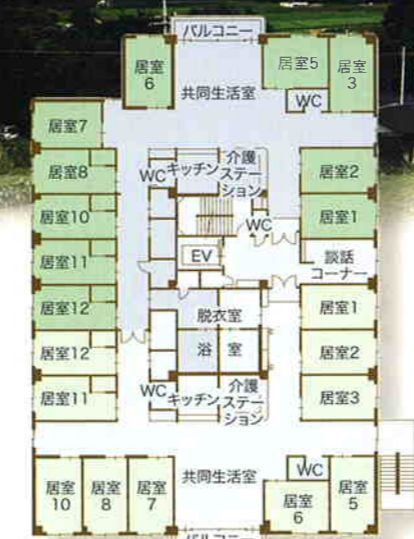 バルコニー
居室
6
居室5
居室
3
共同生活室
WC
居室7
居室8
WC
キッチン
介護
ステー
ション
居室2
居室10
WC
居室1
居室11
EV
談話
コーナー
居室12
脱衣室
居室1
居室12
浴室
居室2
居室11
WC
キッチン
介護
ステー
ション
居室3
共同生活室
WC
居室
10
居室
8
居室
7
居室
6
居室
5
バルコニー